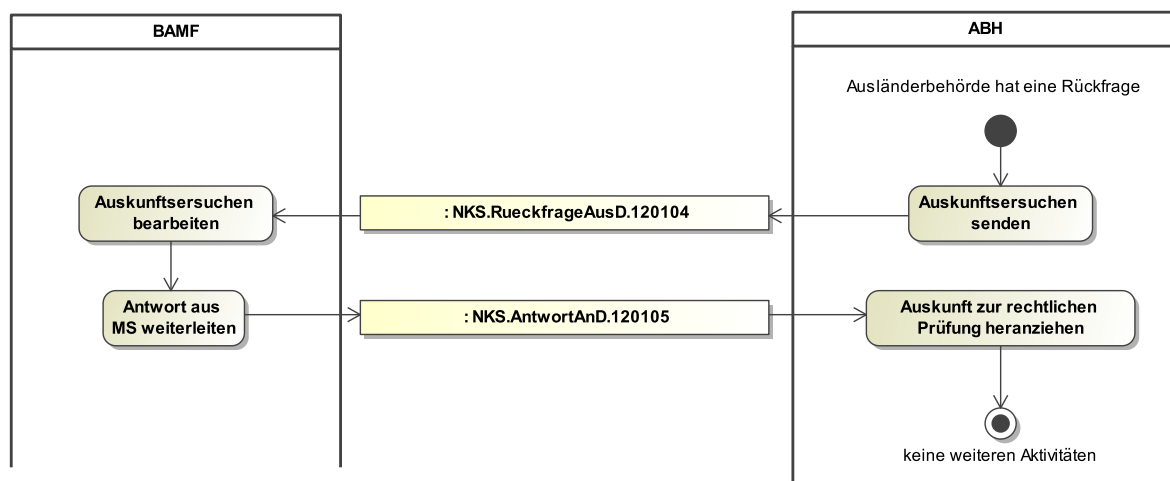 BAMF
ABH
Ausländerbehörde hat eine Rückfrage
Auskunftsersuchen
bearbeiten
: NKS.RueckfrageAusD.120104
Auskunftsersuchen
senden
Antwort aus
MS weiterleiten
: NKS.AntwortAnD.120105
Auskunft zur rechtlichen
Prüfung heranziehen
keine weiteren Aktivitäten